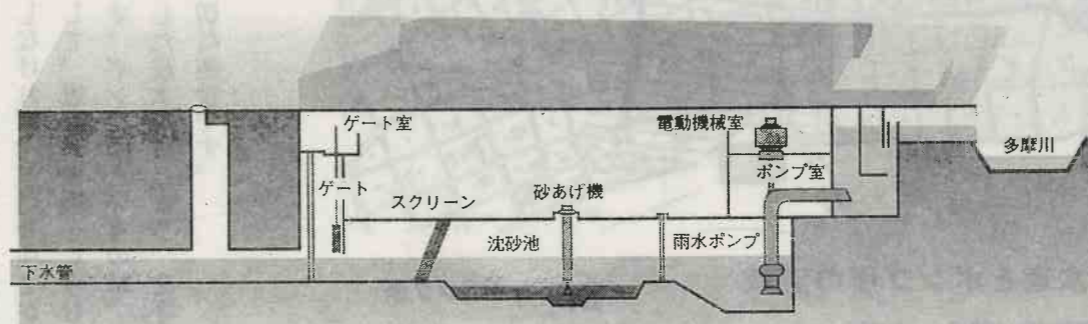 ゲート室
電動機械室
多摩川
ポンプ室
ゲート
スクリーン
砂あげ機
沈砂池
雨水ポンプ
下水管